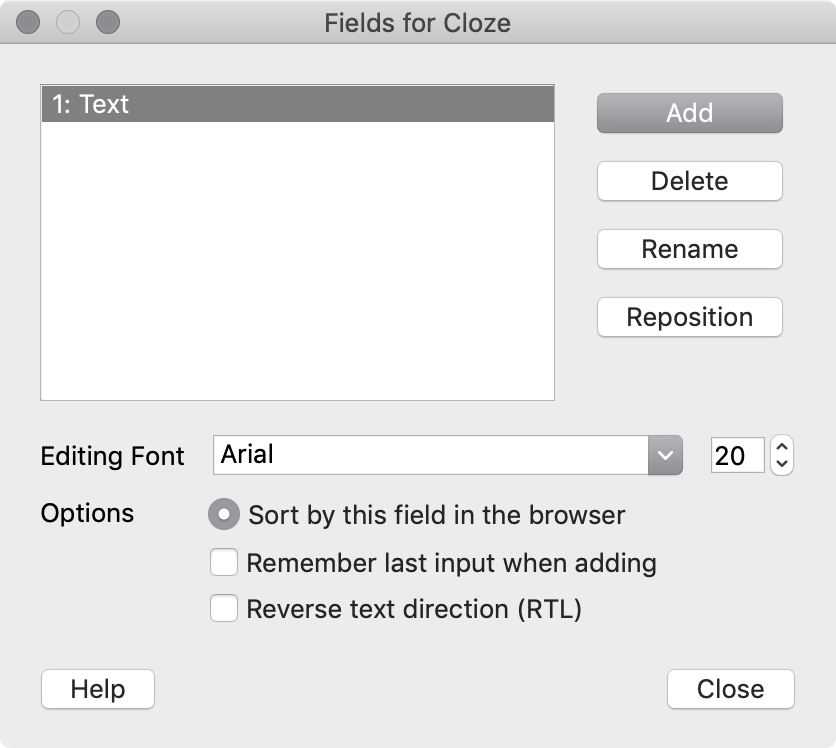 Fields for Cloze
1: Text
Add
Delete
Rename
Reposition
Editing Font
Arial
20
Options
Sort by this field in the browser
Remember last input when adding
Reverse text direction (RTL)
Help
Close